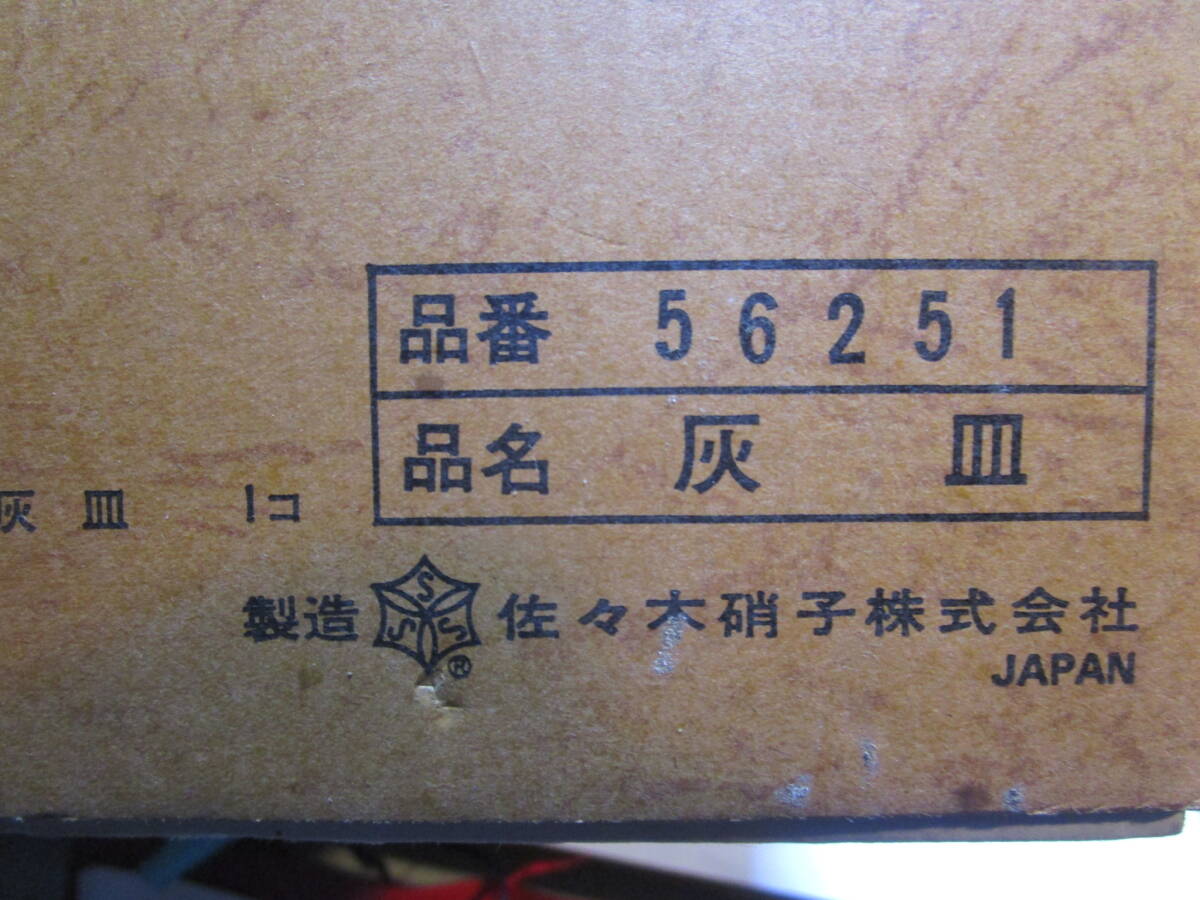 品番 56251
品名 灰皿
灰皿 1コ
製造 SSS ® 佐々木硝子株式会社
JAPAN